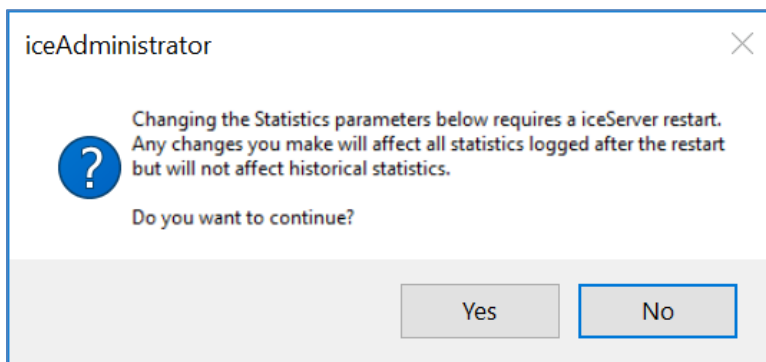 iceAdministrator
Changing the Statistics parameters below requires a iceServer restart.
Any changes you make will affect all statistics logged after the restart
but will not affect historical statistics.
Do you want to continue?
Yes
No